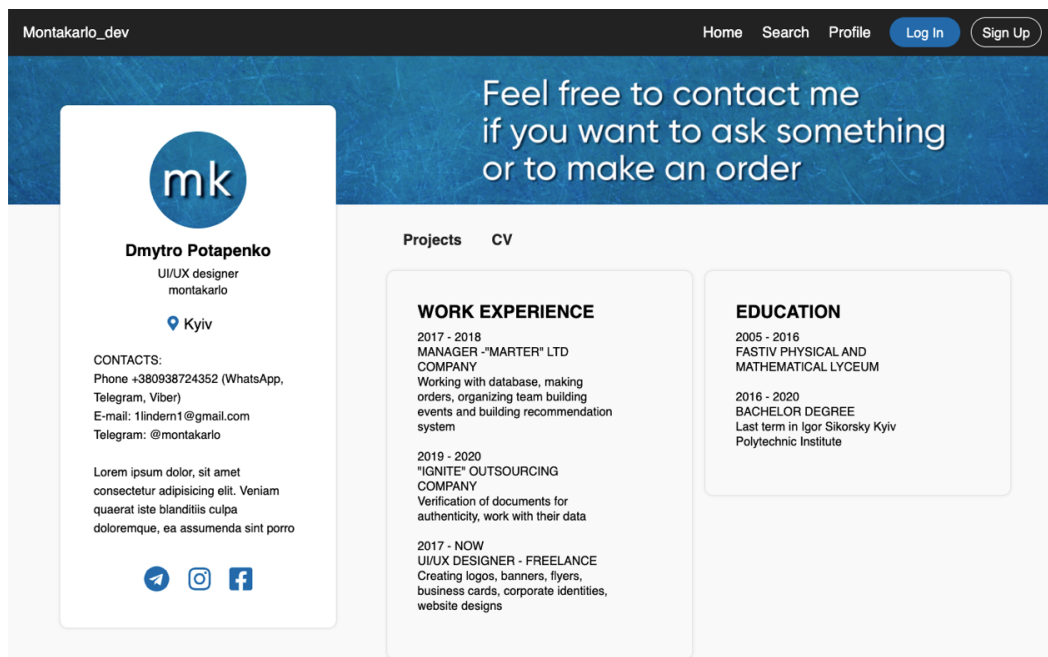 Montakarlo_dev
Home Search Profile Log In Sign Up
Feel free to contact me
if you want to ask something
or to make an order
mk
Dmytro Potapenko
UI/UX designer
montakarlo
Kyiv
CONTACTS:
Phone +380938724352 (WhatsApp,
Telegram, Viber)
E-mail: 1lindern1@gmail.com
Telegram: @montakarlo
Lorem ipsum dolor, sit amet
consectetur adipisicing elit. Veniam
quaerat iste blanditiis culpa
doloremque, ea assumenda sint porro
Projects CV
WORK EXPERIENCE
2017 - 2018
MANAGER -"MARTER" LTD
COMPANY
Working with database, making
orders, organizing team building
events and building recommendation
system
2019 - 2020
"IGNITE" OUTSOURCING
COMPANY
Verification of documents for
authenticity, work with their data
2017 - NOW
UI/UX DESIGNER - FREELANCE
Creating logos, banners, flyers,
business cards, corporate identities,
website designs
EDUCATION
2005 - 2016
FASTIV PHYSICAL AND
MATHEMATICAL LYCEUM
2016 - 2020
BACHELOR DEGREE
Last term in Igor Sikorsky Kyiv
Polytechnic Institute